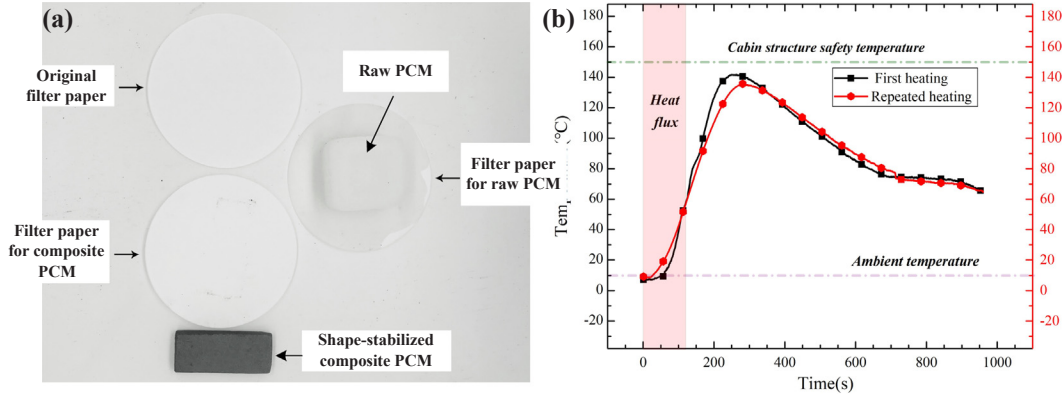 (a)
Original
filter paper
Raw PCM
Filter paper
for raw PCM
Filter paper
for composite
PCM
Shape-stabilized
composite PCM
(b)
180
160
140
120
100
80
60
40
20
0
-20
Cabin structure safety temperature
Heat
flux
First heating
Repeated heating
Ambient temperature
180
160
140
120
100
80
60
40
20
0
-20
0
200
400
600
800
1000
Time(s)
(°C)